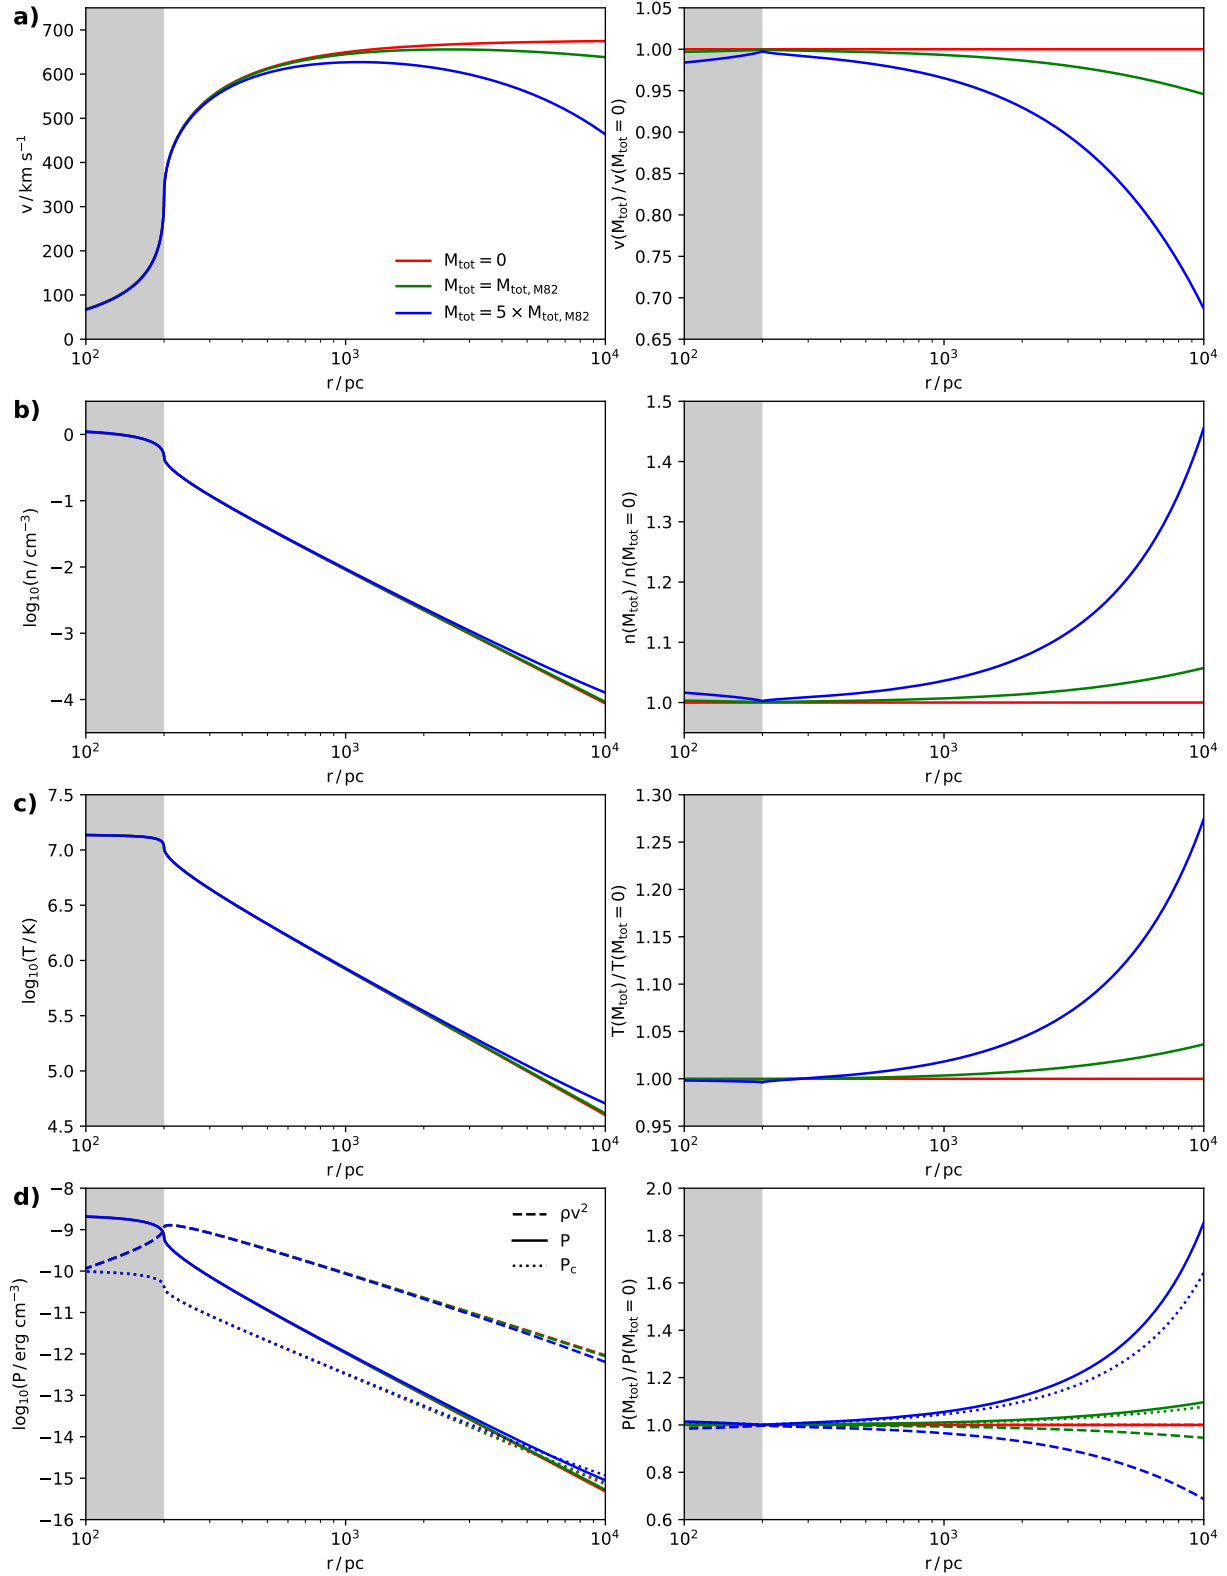 a)
v / km s⁻¹
750
700
600
500
400
300
200
100
0
M_tot = 0
M_tot = M_tot, M82
M_tot = 5 × M_tot, M82
10² 10³ 10⁴
r / pc
v(M_tot) / v(M_tot = 0)
1.05
1.00
0.95
0.90
0.85
0.80
0.75
0.70
0.65
10² 10³ 10⁴
r / pc
b)
log₁₀(n / cm⁻³)
0
−1
−2
−3
−4
10² 10³ 10⁴
r / pc
n(M_tot) / n(M_tot = 0)
1.5
1.4
1.3
1.2
1.1
1.0
10² 10³ 10⁴
r / pc
c)
log₁₀(T / K)
7.5
7.0
6.5
6.0
5.5
5.0
4.5
10² 10³ 10⁴
r / pc
T(M_tot) / T(M_tot = 0)
1.30
1.25
1.20
1.15
1.10
1.05
1.00
0.95
10² 10³ 10⁴
r / pc
d)
log₁₀(P / erg cm⁻³)
−8
−9
−10
−11
−12
−13
−14
−15
−16
ρv²
P
P_c
10² 10³ 10⁴
r / pc
P(M_tot) / P(M_tot = 0)
2.0
1.8
1.6
1.4
1.2
1.0
0.8
0.6
10² 10³ 10⁴
r / pc